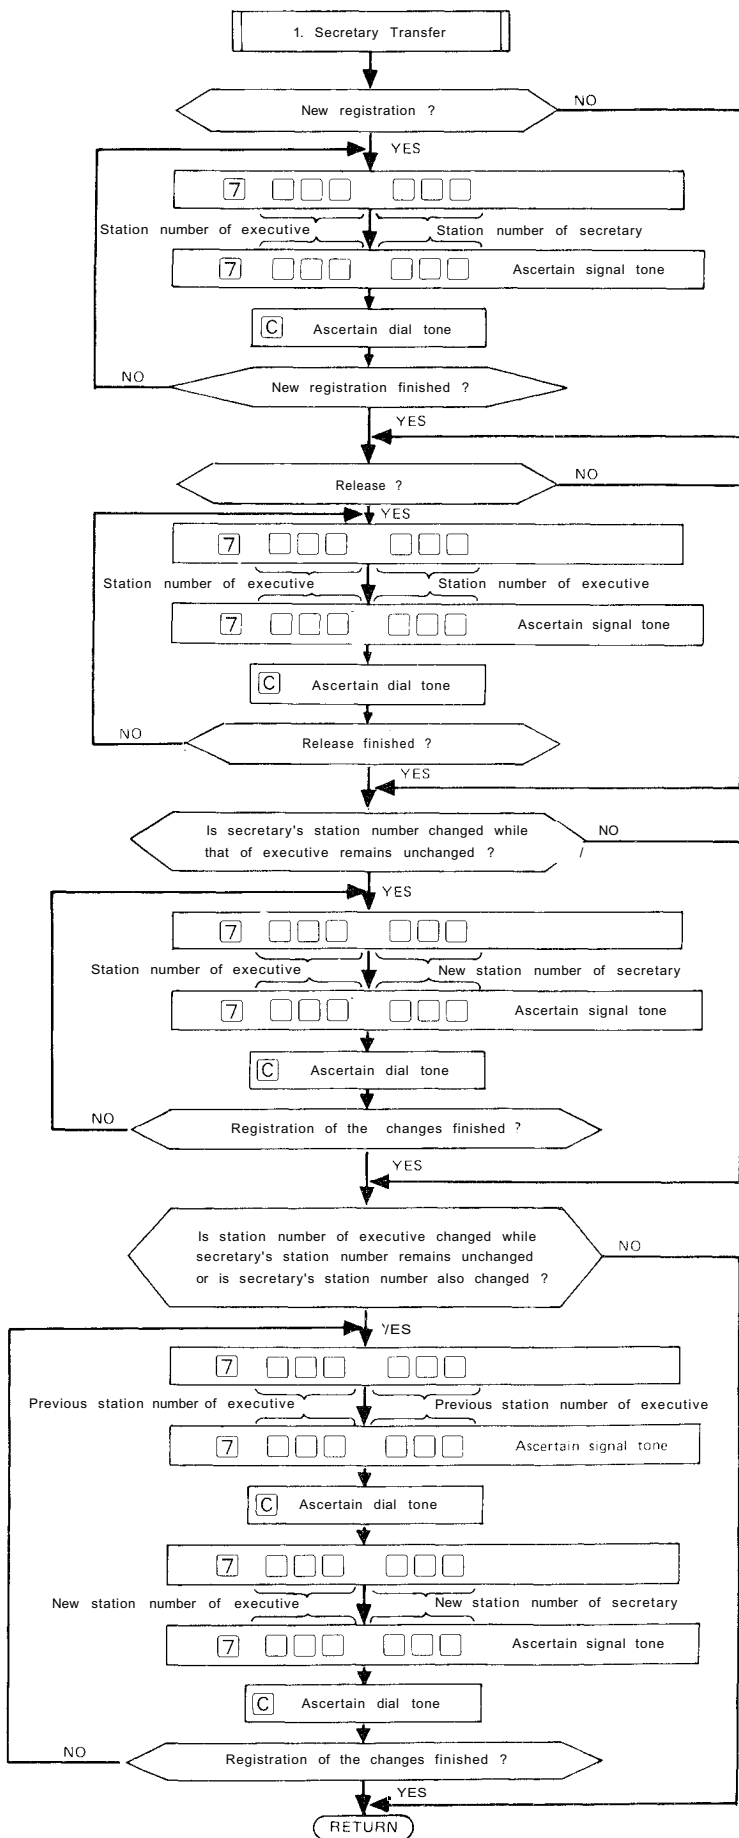 1. Secretary Transfer
New registration ?
NO
YES
7
Station number of executive
Station number of secretary
7
Ascertain signal tone
C Ascertain dial tone
NO
New registration finished ?
YES
Release ?
NO
YES
7
Station number of executive
Station number of executive
7
Ascertain signal tone
C Ascertain dial tone
NO
Release finished ?
YES
Is secretary's station number changed while
that of executive remains unchanged ?
NO
YES
7
Station number of executive
New station number of secretary
7
Ascertain signal tone
C Ascertain dial tone
NO
Registration of the changes finished ?
YES
Is station number of executive changed while
secretary's station number remains unchanged
or is secretary's station number also changed ?
NO
YES
7
Previous station number of executive
Previous station number of executive
7
Ascertain signal tone
C Ascertain dial tone
7
New station number of executive
New station number of secretary
7
Ascertain signal tone
C Ascertain dial tone
NO
Registration of the changes finished ?
YES
RETURN